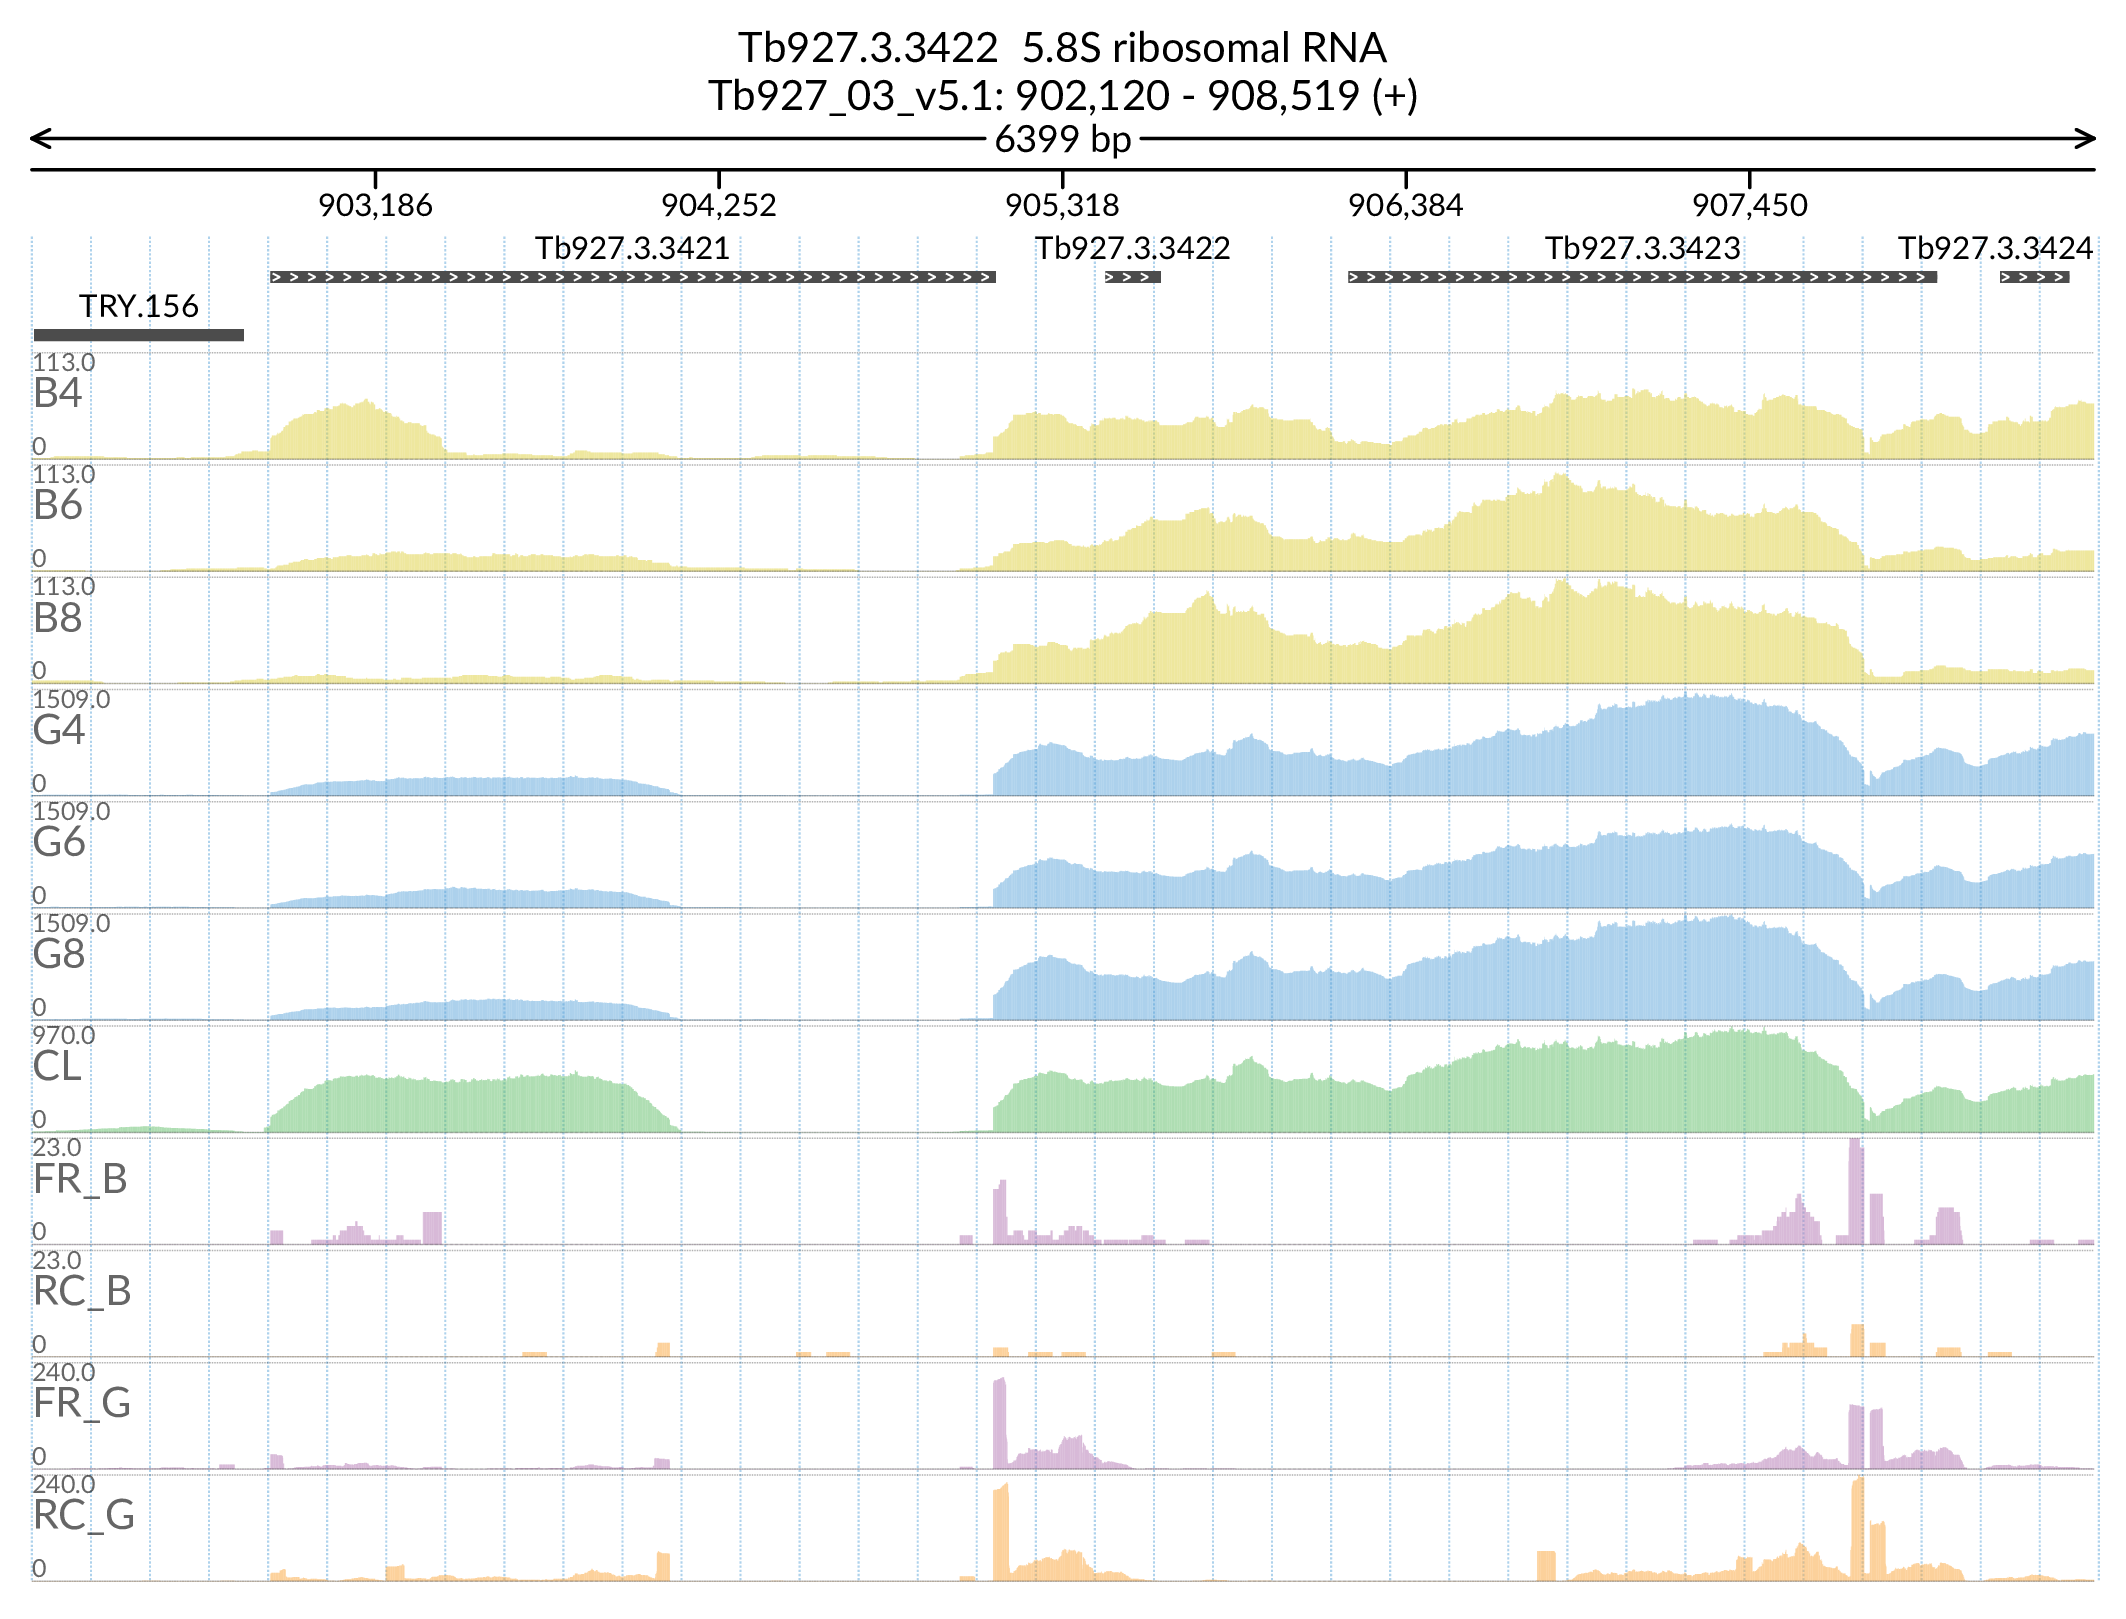 Tb927.3.3422  5.8S ribosomal RNA
Tb927_03_v5.1: 902,120 - 908,519 (+)
6399 bp
903,186 904,252 905,318 906,384 907,450
Tb927.3.3421 Tb927.3.3422 Tb927.3.3423 Tb927.3.3424
TRY.156
113.0
B4
0
113.0
B6
0
113.0
B8
0
1509.0
G4
0
1509.0
G6
0
1509.0
G8
0
970.0
CL
0
23.0
FR_B
0
23.0
RC_B
0
240.0
FR_G
0
240.0
RC_G
0